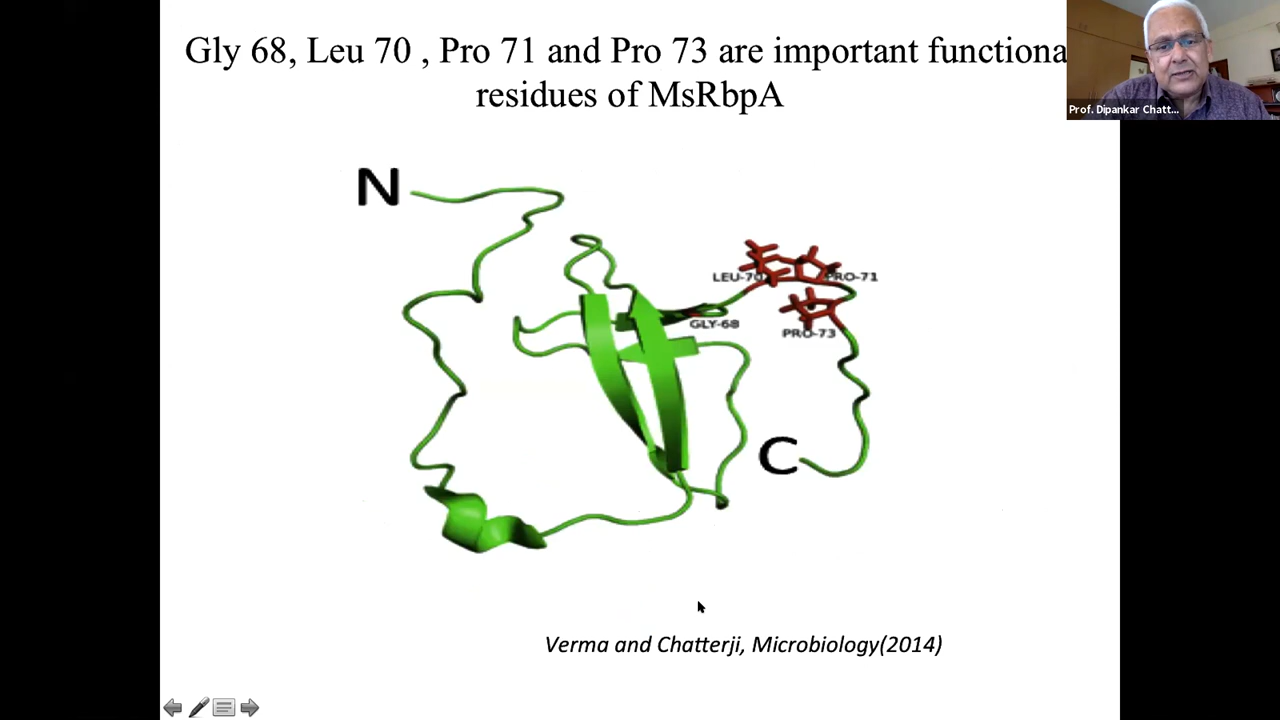 Gly 68, Leu 70 , Pro 71 and Pro 73 are important functiona
residues of MsRbpA
Prof. Dipankar Chatt...
N
LEU-70
PRO-71
GLY-68
PRO-73
C
Verma and Chatterji, Microbiology(2014)